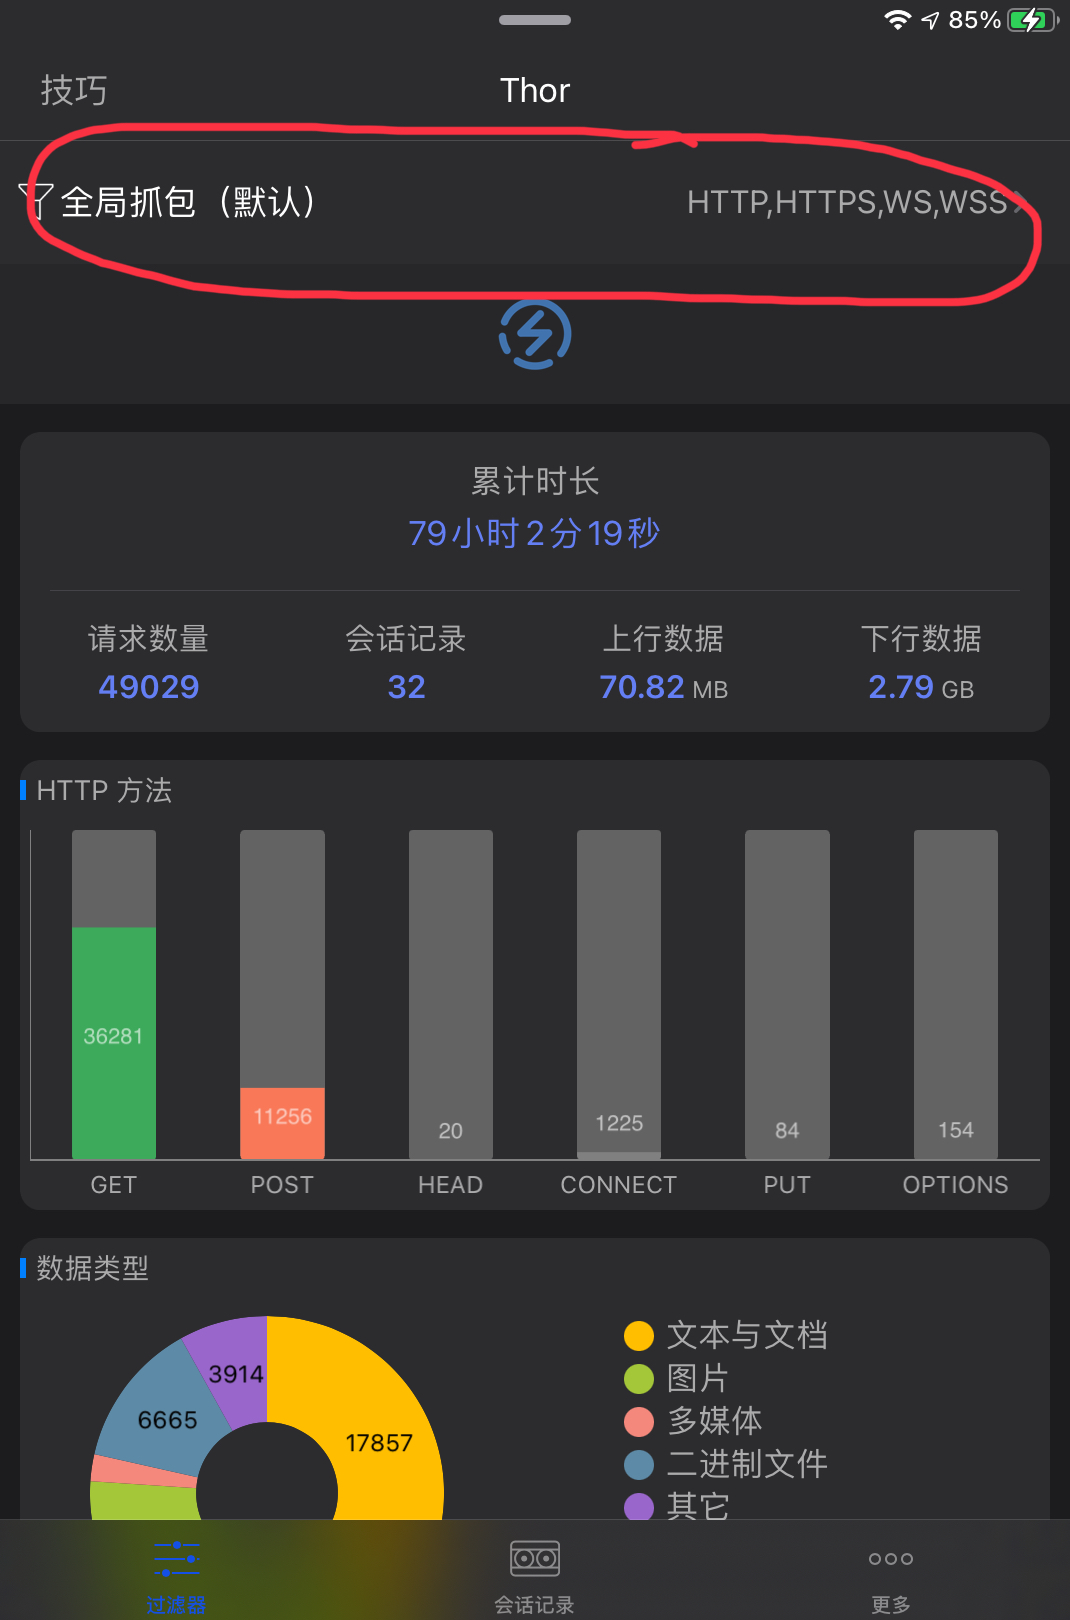 85%
技巧
Thor
全局抓包（默认）
HTTP,HTTPS,WS,WSS
累计时长
79小时2分19秒
请求数量 会话记录 上行数据 下行数据
49029 32 70.82 MB 2.79 GB
HTTP 方法
36281 11256 20 1225 84 154
GET POST HEAD CONNECT PUT OPTIONS
数据类型
文本与文档
图片
多媒体
二进制文件
其它
3914
6665
17857
过滤器 会话记录 更多